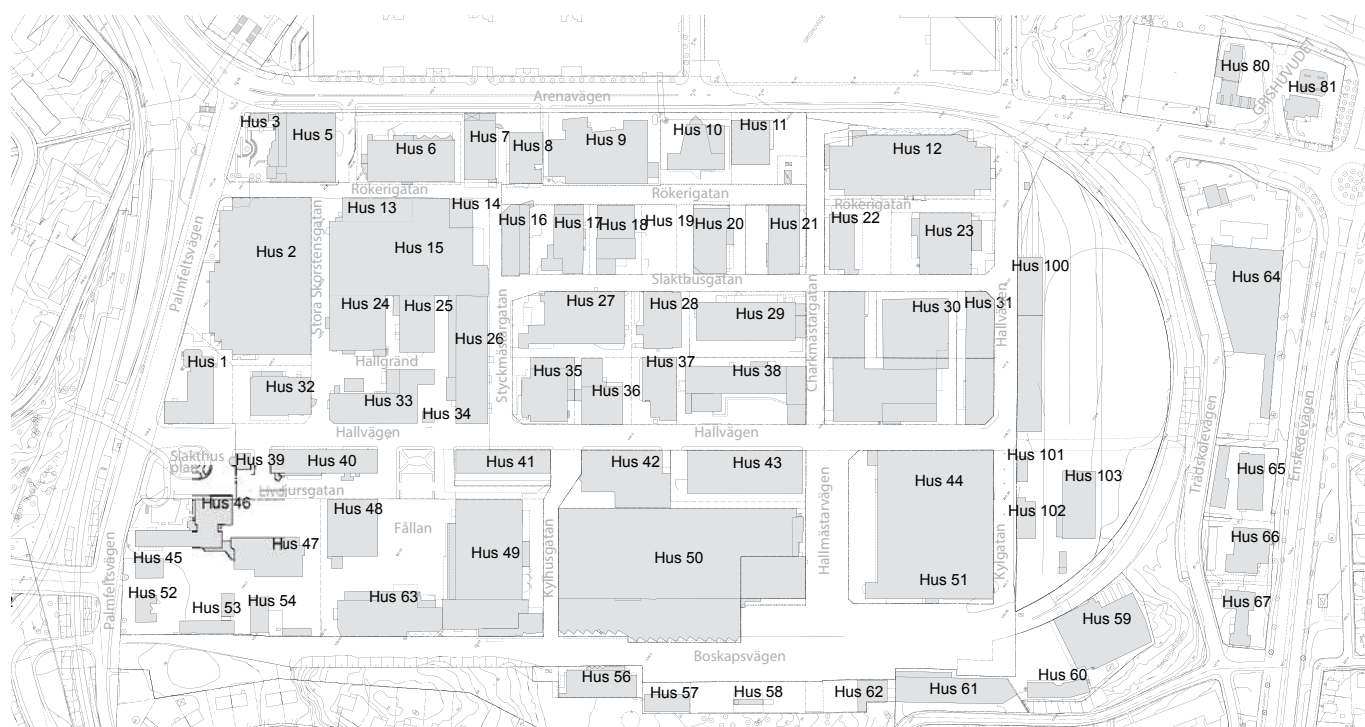 Hus 80
GRISHUVUDET
Hus 81
Arenavägen
Hus 3
Hus 5
Hus 6
Hus 7
Hus 8
Hus 9
Hus 10
Hus 11
Hus 12
Rökerigatan
Rökerigatan
Rökerigatan
Palmfeltsvägen
Hus 2
Stora Skorstensgatan
Hus 13
Hus 14
Hus 15
Hus 16
Hus 17
Hus 18
Hus 19
Hus 20
Hus 21
Hus 22
Hus 23
Hus 100
Hus 64
Slakthusgatan
Hus 24
Hus 25
Hus 26
Styckmästargatan
Hus 27
Hus 28
Hus 29
Charkmästargatan
Hus 30
Hus 31
Hallvägen
Hus 1
Hallgränd
Hus 32
Hus 33
Hus 34
Hus 35
Hus 36
Hus 37
Hus 38
Hallvägen
Hallvägen
Trädskolevägen
Enskedevägen
Slakthus
plan
Hus 39
Hus 40
Hus 41
Hus 42
Hus 43
Hus 44
Hus 101
Hus 103
Hus 65
Livdjursgatan
Hus 46
Hus 48
Fållan
Hus 102
Hus 45
Hus 47
Hus 49
Kylhusgatan
Hus 50
Hallmästarvägen
Kylgatan
Hus 66
Palmfeltsvägen
Hus 52
Hus 53
Hus 54
Hus 63
Hus 51
Hus 67
Hus 59
Boskapsvägen
Hus 56
Hus 57
Hus 58
Hus 62
Hus 61
Hus 60